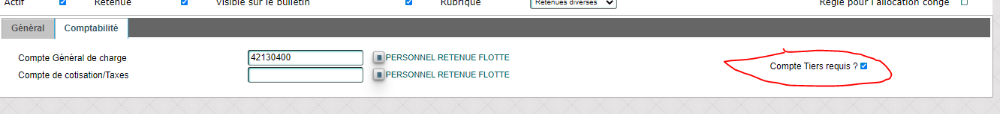 Actif Retenue Visible sur le bulletin Rubrique Retenues diverses Règle pour l'allocation congé
Général Comptabilité
Compte Général de charge 42130400 PERSONNEL RETENUE FLOTTE Compte Tiers requis ?
Compte de cotisation/Taxes PERSONNEL RETENUE FLOTTE